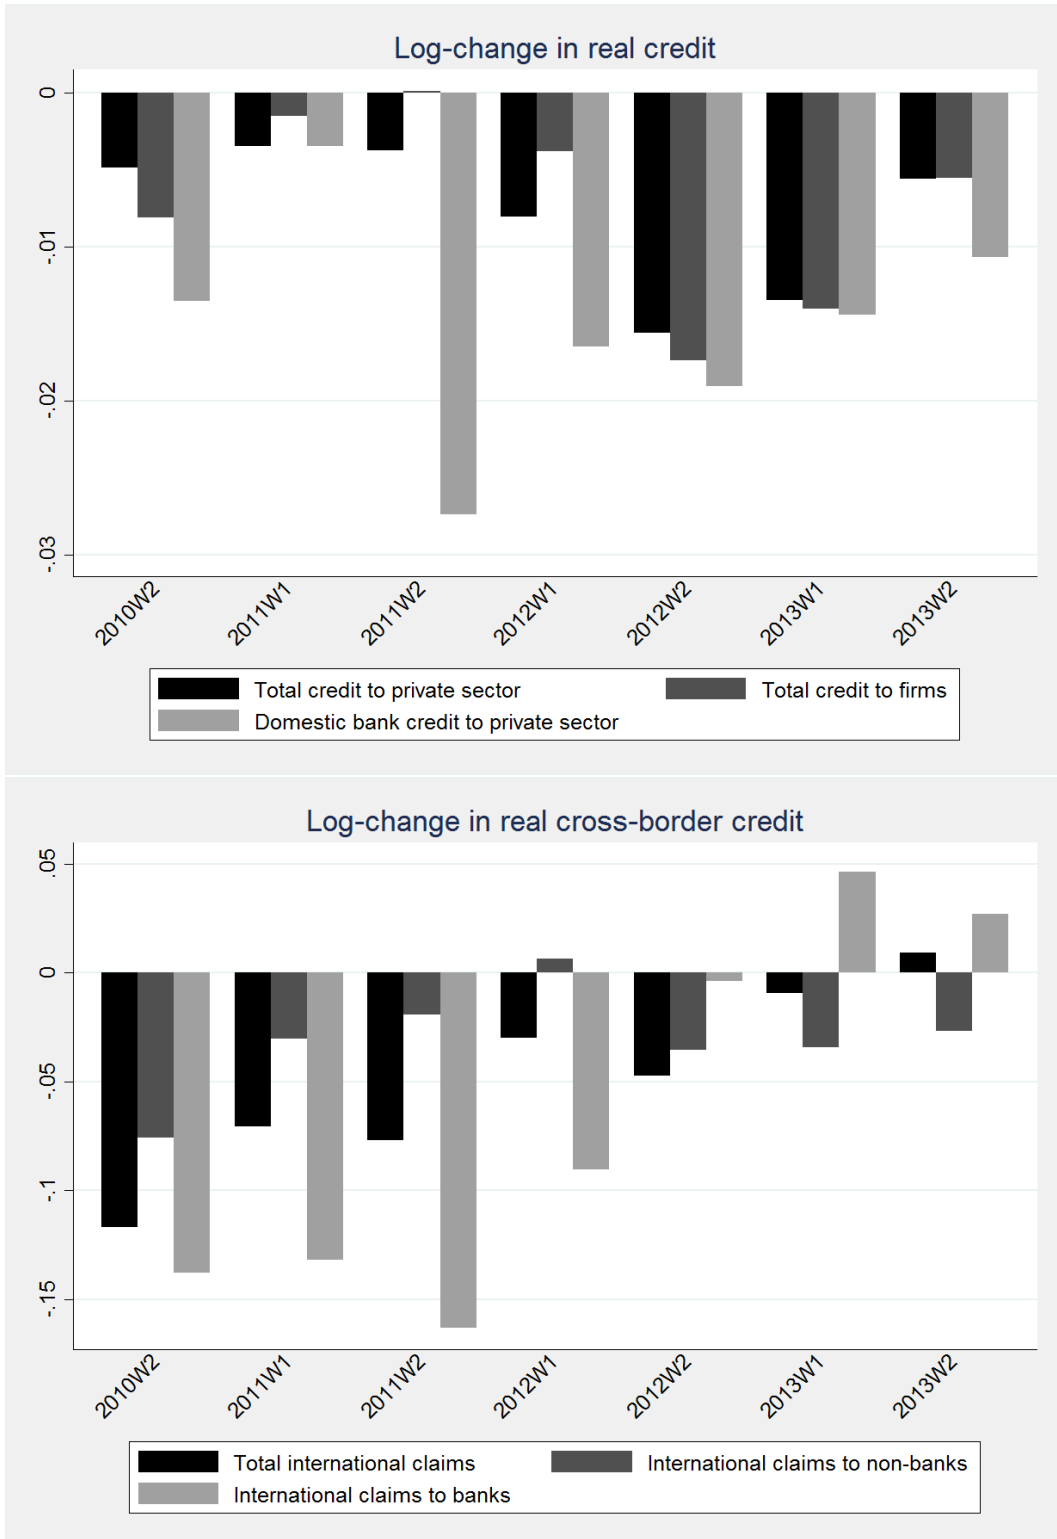 Log-change in real credit
0
-.01
-.02
-.03
2010W2 2011W1 2011W2 2012W1 2012W2 2013W1 2013W2
Total credit to private sector Total credit to firms
Domestic bank credit to private sector
Log-change in real cross-border credit
.05
0
-.05
-.1
-.15
2010W2 2011W1 2011W2 2012W1 2012W2 2013W1 2013W2
Total international claims International claims to non-banks
International claims to banks